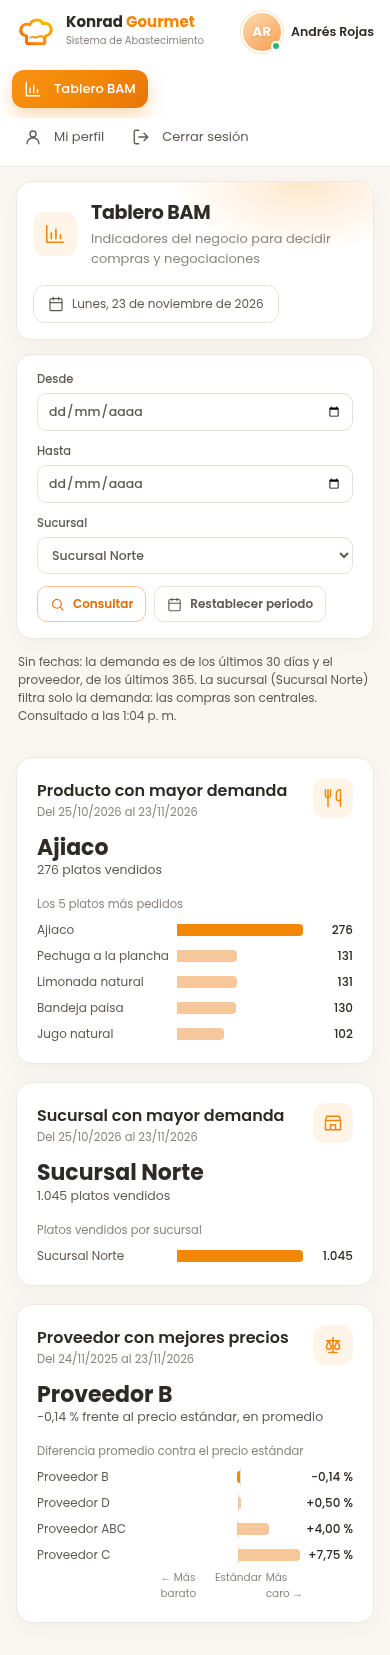 Konrad Gourmet
Sistema de Abastecimiento
AR
Andrés Rojas
Tablero BAM
Mi perfil
Cerrar sesión
Tablero BAM
Indicadores del negocio para decidir
compras y negociaciones
Lunes, 23 de noviembre de 2026
Desde
dd/mm/aaaa
Hasta
dd/mm/aaaa
Sucursal
Sucursal Norte
Consultar
Restablecer periodo
Sin fechas: la demanda es de los últimos 30 días y el
proveedor, de los últimos 365. La sucursal (Sucursal Norte)
filtra solo la demanda: las compras son centrales.
Consultado a las 1:04 p. m.
Producto con mayor demanda
Del 25/10/2026 al 23/11/2026
Ajiaco
276 platos vendidos
Los 5 platos más pedidos
Ajiaco 276
Pechuga a la plancha 131
Limonada natural 131
Bandeja paisa 130
Jugo natural 102
Sucursal con mayor demanda
Del 25/10/2026 al 23/11/2026
Sucursal Norte
1.045 platos vendidos
Platos vendidos por sucursal
Sucursal Norte 1.045
Proveedor con mejores precios
Del 24/11/2025 al 23/11/2026
Proveedor B
-0,14 % frente al precio estándar, en promedio
Diferencia promedio contra el precio estándar
Proveedor B -0,14 %
Proveedor D +0,50 %
Proveedor ABC +4,00 %
Proveedor C +7,75 %
← Más Estándar Más
barato caro →